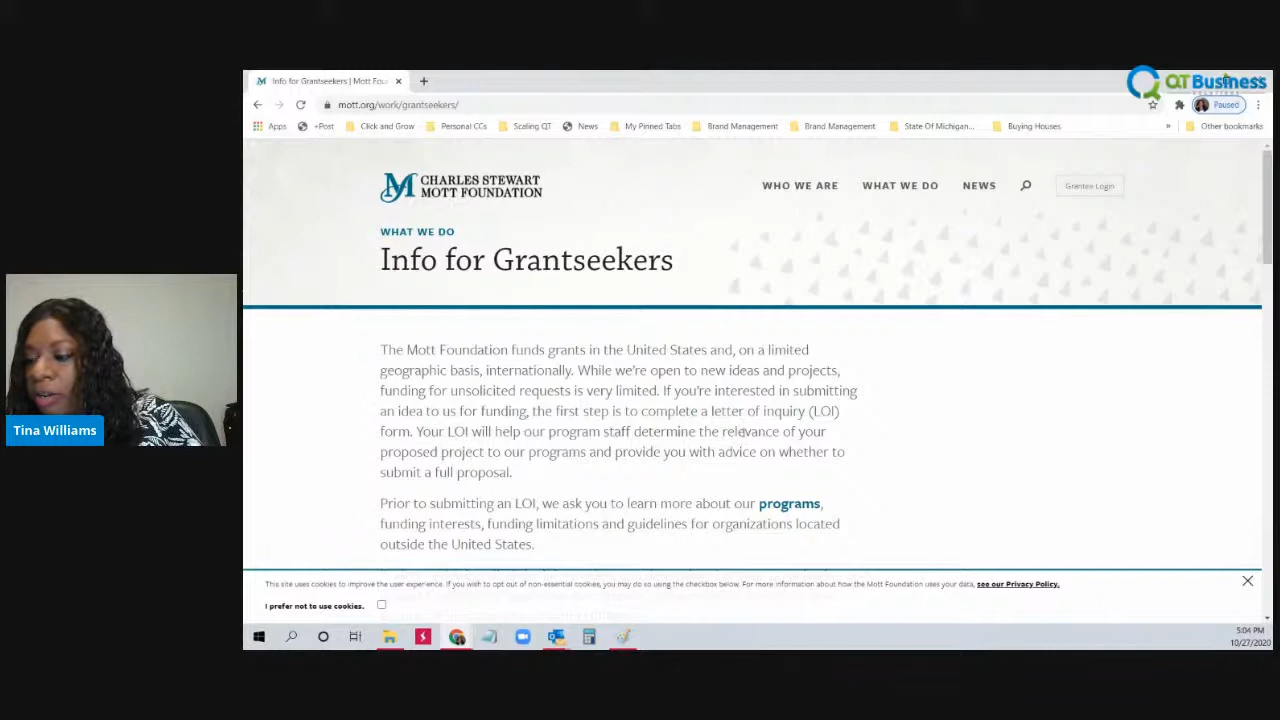 QT Business
SOLUTIONS
Info for Grantseekers | Mott Fou
mott.org/work/grantseekers/
Paused
Apps
+Post
Click and Grow
Personal CCs
Scaling QT
News
My Pinned Tabs
Brand Management
Brand Management
State Of Michigan...
Buying Houses
»
Other bookmarks
M CHARLES STEWART
MOTT FOUNDATION
WHO WE ARE
WHAT WE DO
NEWS
Grantee Login
WHAT WE DO
Info for Grantseekers
The Mott Foundation funds grants in the United States and, on a limited
geographic basis, internationally. While we're open to new ideas and projects,
funding for unsolicited requests is very limited. If you're interested in submitting
an idea to us for funding, the first step is to complete a letter of inquiry (LOI)
form. Your LOI will help our program staff determine the relevance of your
proposed project to our programs and provide you with advice on whether to
submit a full proposal.
Prior to submitting an LOI, we ask you to learn more about our programs,
funding interests, funding limitations and guidelines for organizations located
outside the United States.
This site uses cookies to improve the user experience. If you wish to opt out of non-essential cookies, you may do so using the checkbox below. For more information about how the Mott Foundation uses your data, see our Privacy Policy.
I prefer not to use cookies.
Tina Williams
5:04 PM
10/27/2020